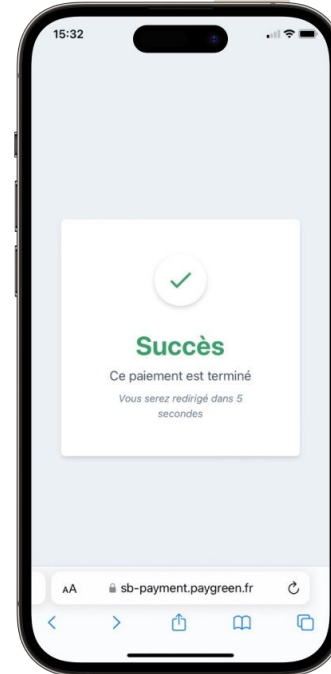 15:32
Succès
Ce paiement est terminé
Vous serez redirigé dans 5
secondes
AA sb-payment.paygreen.fr